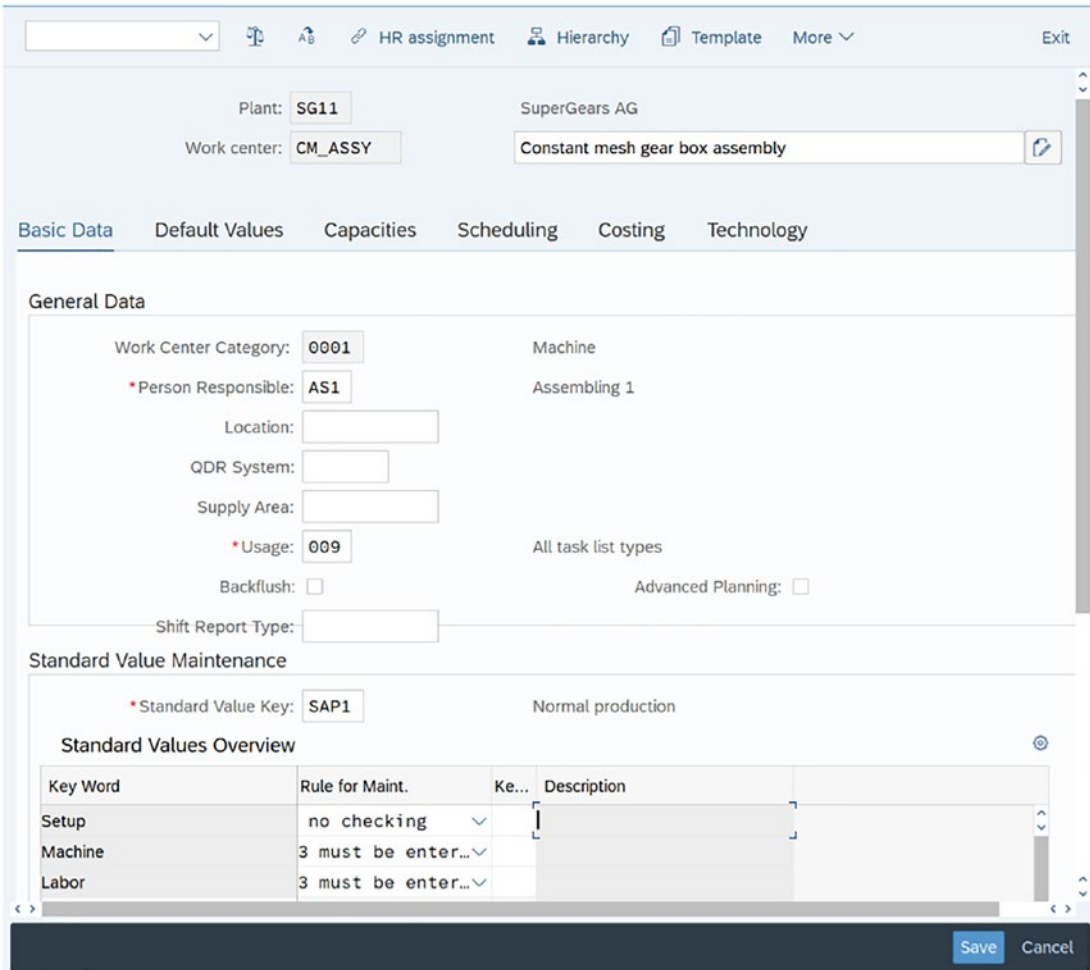 HR assignment Hierarchy Template More Exit
Plant: SG11 SuperGears AG
Work center: CM_ASSY Constant mesh gear box assembly
Basic Data Default Values Capacities Scheduling Costing Technology
General Data
Work Center Category: 0001 Machine
*Person Responsible: AS1 Assembling 1
Location:
QDR System:
Supply Area:
*Usage: 009 All task list types
Backflush: Advanced Planning:
Shift Report Type:
Standard Value Maintenance
*Standard Value Key: SAP1 Normal production
Standard Values Overview
Key Word Rule for Maint. Ke... Description
Setup no checking
Machine 3 must be enter…
Labor 3 must be enter…
Save Cancel